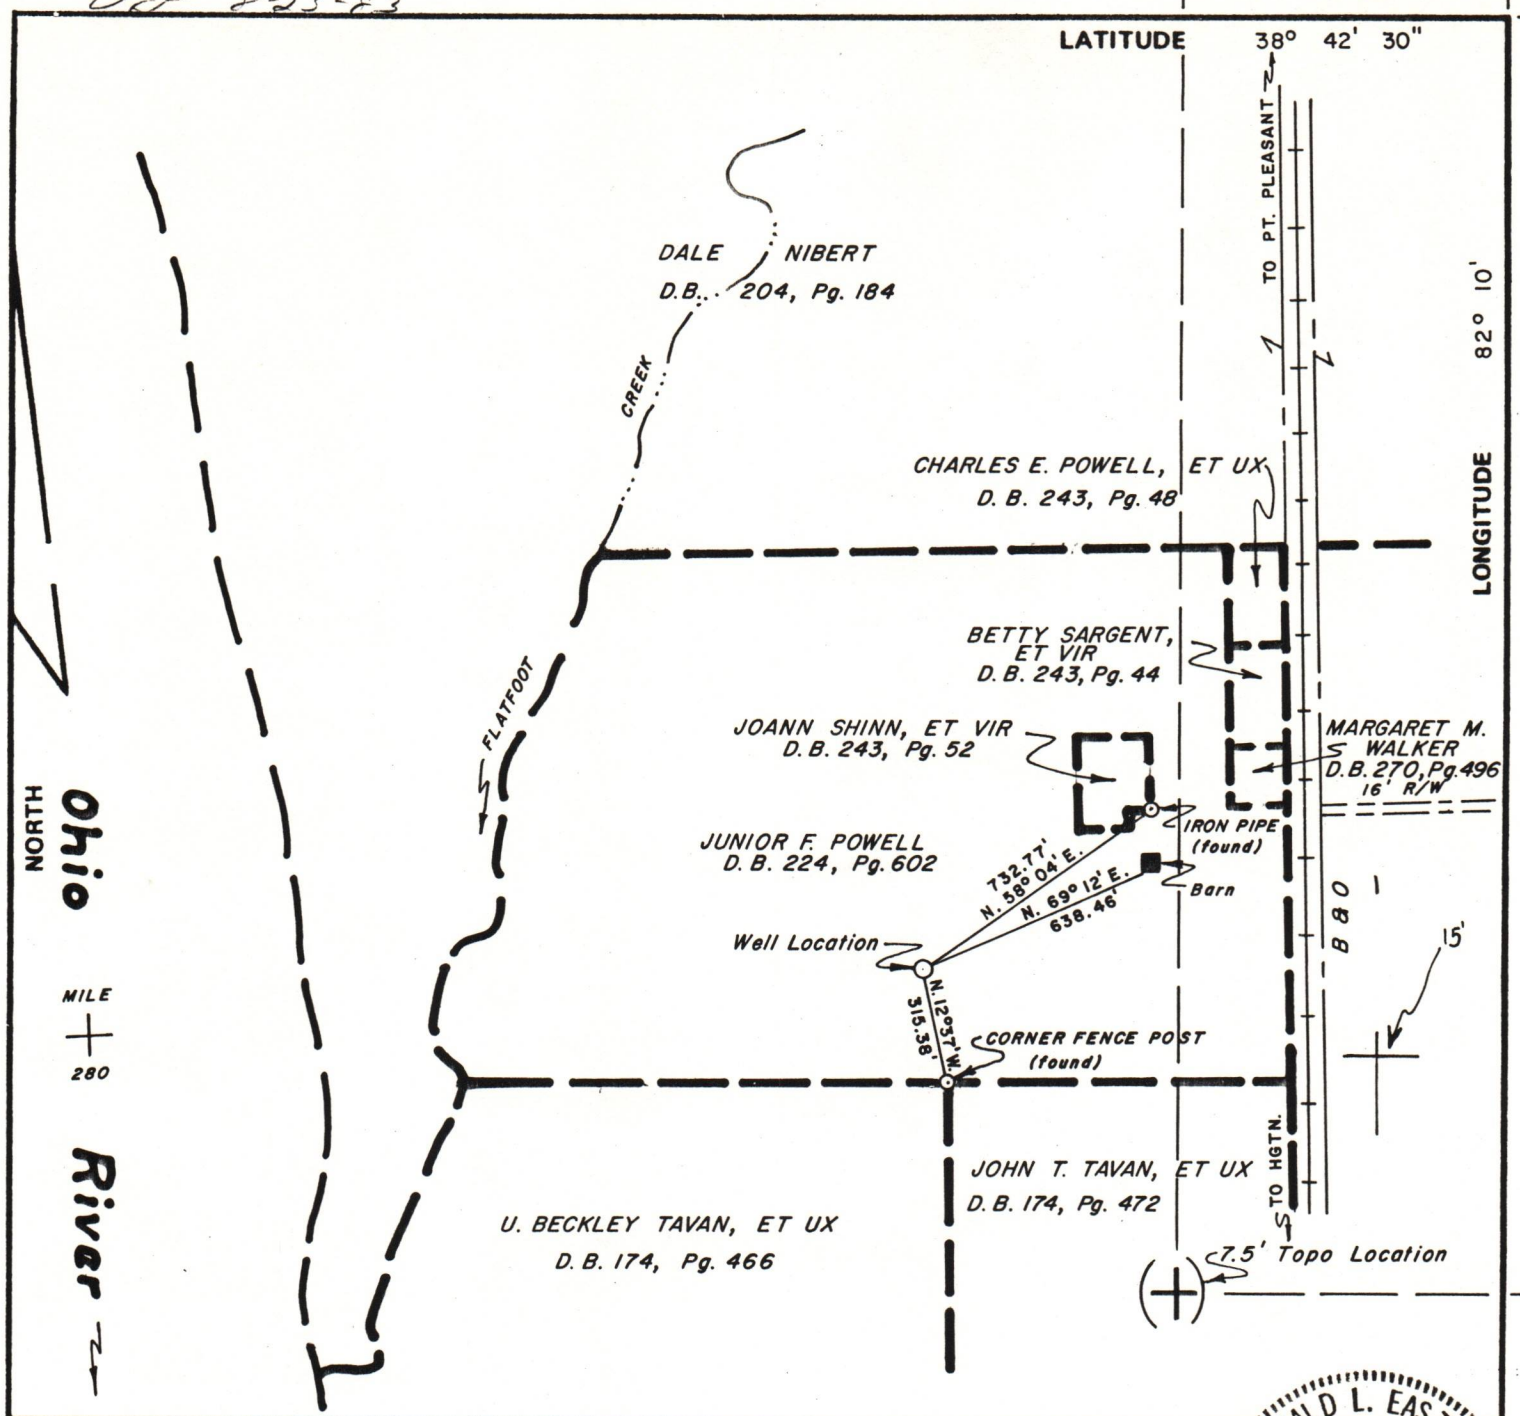 8-23-83
LATITUDE 38° 42' 30"
TO PT. PLEASANT
DALE NIBERT
D.B. 204, Pg. 184
82° 10'
LONGITUDE
CREEK
CHARLES E. POWELL, ET UX
D.B. 243, Pg. 48
BETTY SARGENT,
ET VIR
D.B. 243, Pg. 44
FLATFOOT
JOANN SHINN, ET VIR
D.B. 243, Pg. 52
MARGARET M.
WALKER
D.B. 270, Pg. 496
16' R/W
NORTH
Ohio
IRON PIPE
(found)
JUNIOR F. POWELL
D.B. 224, Pg. 602
732.77'
N. 58° 04' E.
N. 69° 12' E.
638.46'
Barn
B&O
15'
Well Location
N. 12° 37' W.
315.38'
MILE
280
CORNER FENCE POST
(found)
River
TO HGTN.
JOHN T. TAVAN, ET UX
D.B. 174, Pg. 472
U. BECKLEY TAVAN, ET UX
D.B. 174, Pg. 466
7.5' Topo Location
D L. EAS